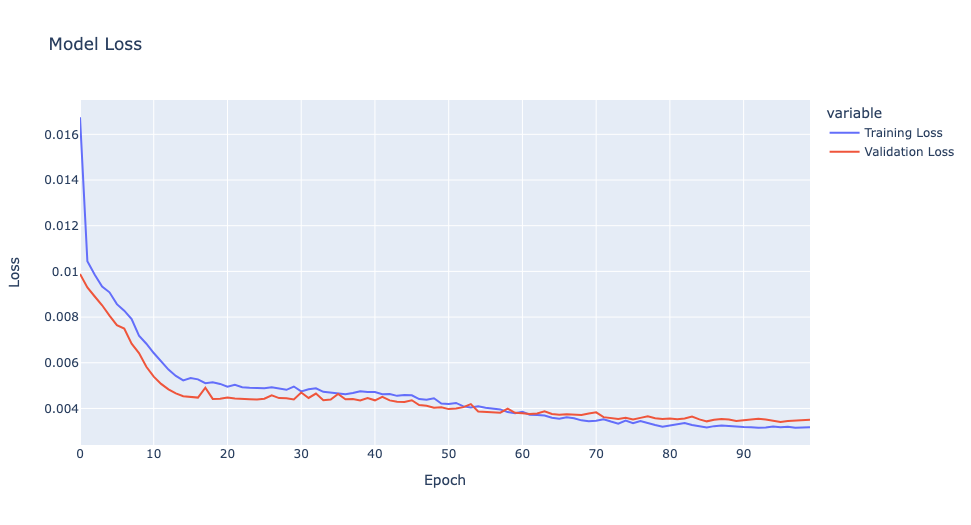 Model Loss
variable
Training Loss
Validation Loss
Loss
0.016
0.014
0.012
0.01
0.008
0.006
0.004
0 10 20 30 40 50 60 70 80 90
Epoch